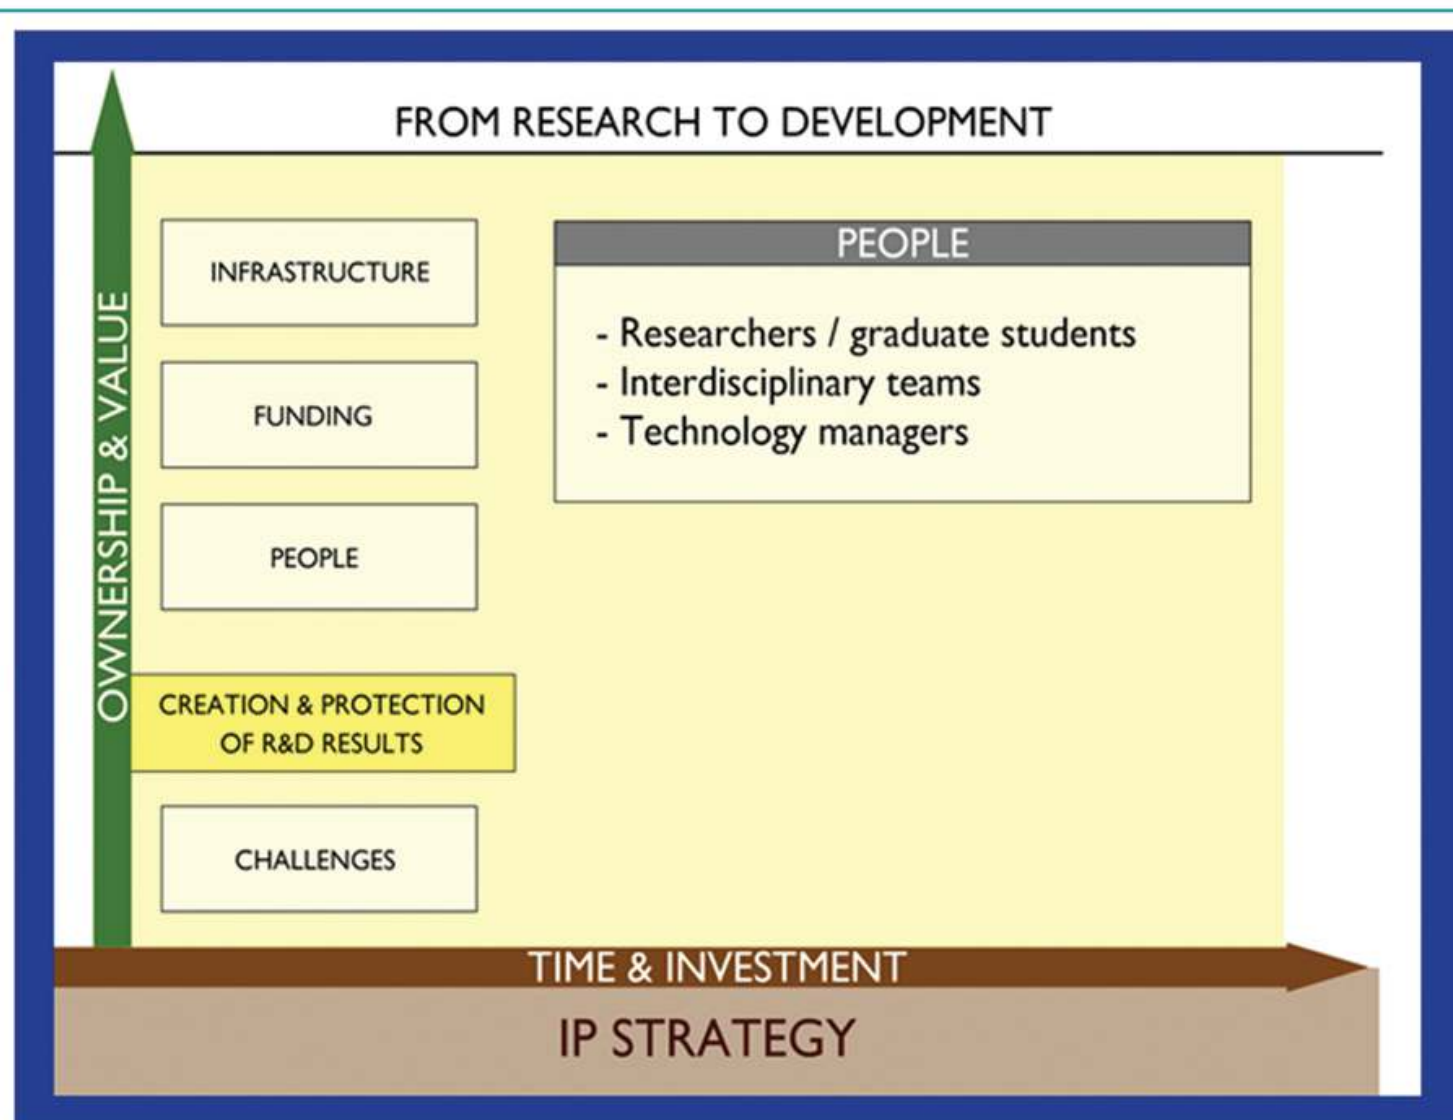 FROM RESEARCH TO DEVELOPMENT
OWNERSHIP & VALUE
INFRASTRUCTURE
FUNDING
PEOPLE
CREATION & PROTECTION
OF R&D RESULTS
CHALLENGES
PEOPLE
- Researchers / graduate students
- Interdisciplinary teams
- Technology managers
TIME & INVESTMENT
IP STRATEGY